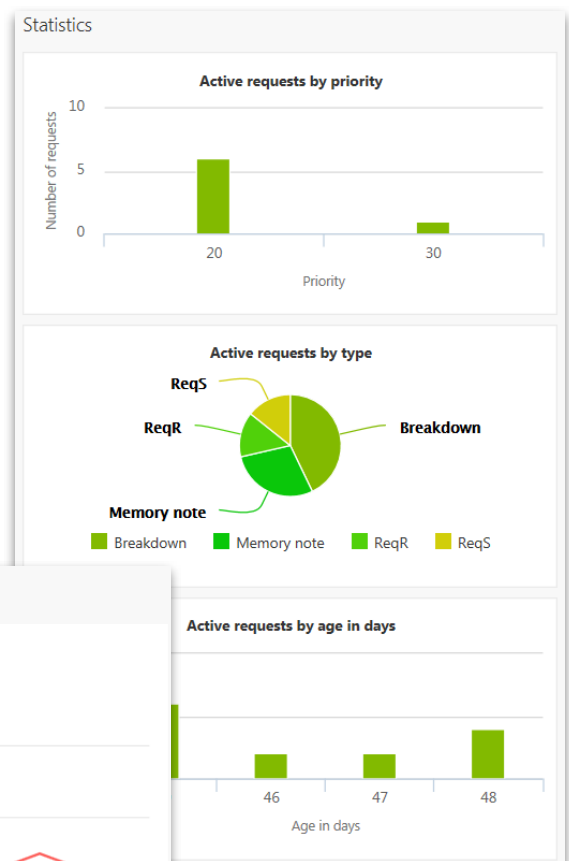 Statistics
Active requests by priority
10
5
0
Number of requests
20 30
Priority
Active requests by type
ReqS
ReqR
Breakdown
Memory note
Breakdown Memory note ReqR ReqS
Active requests by age in days
46 47 48
Age in days